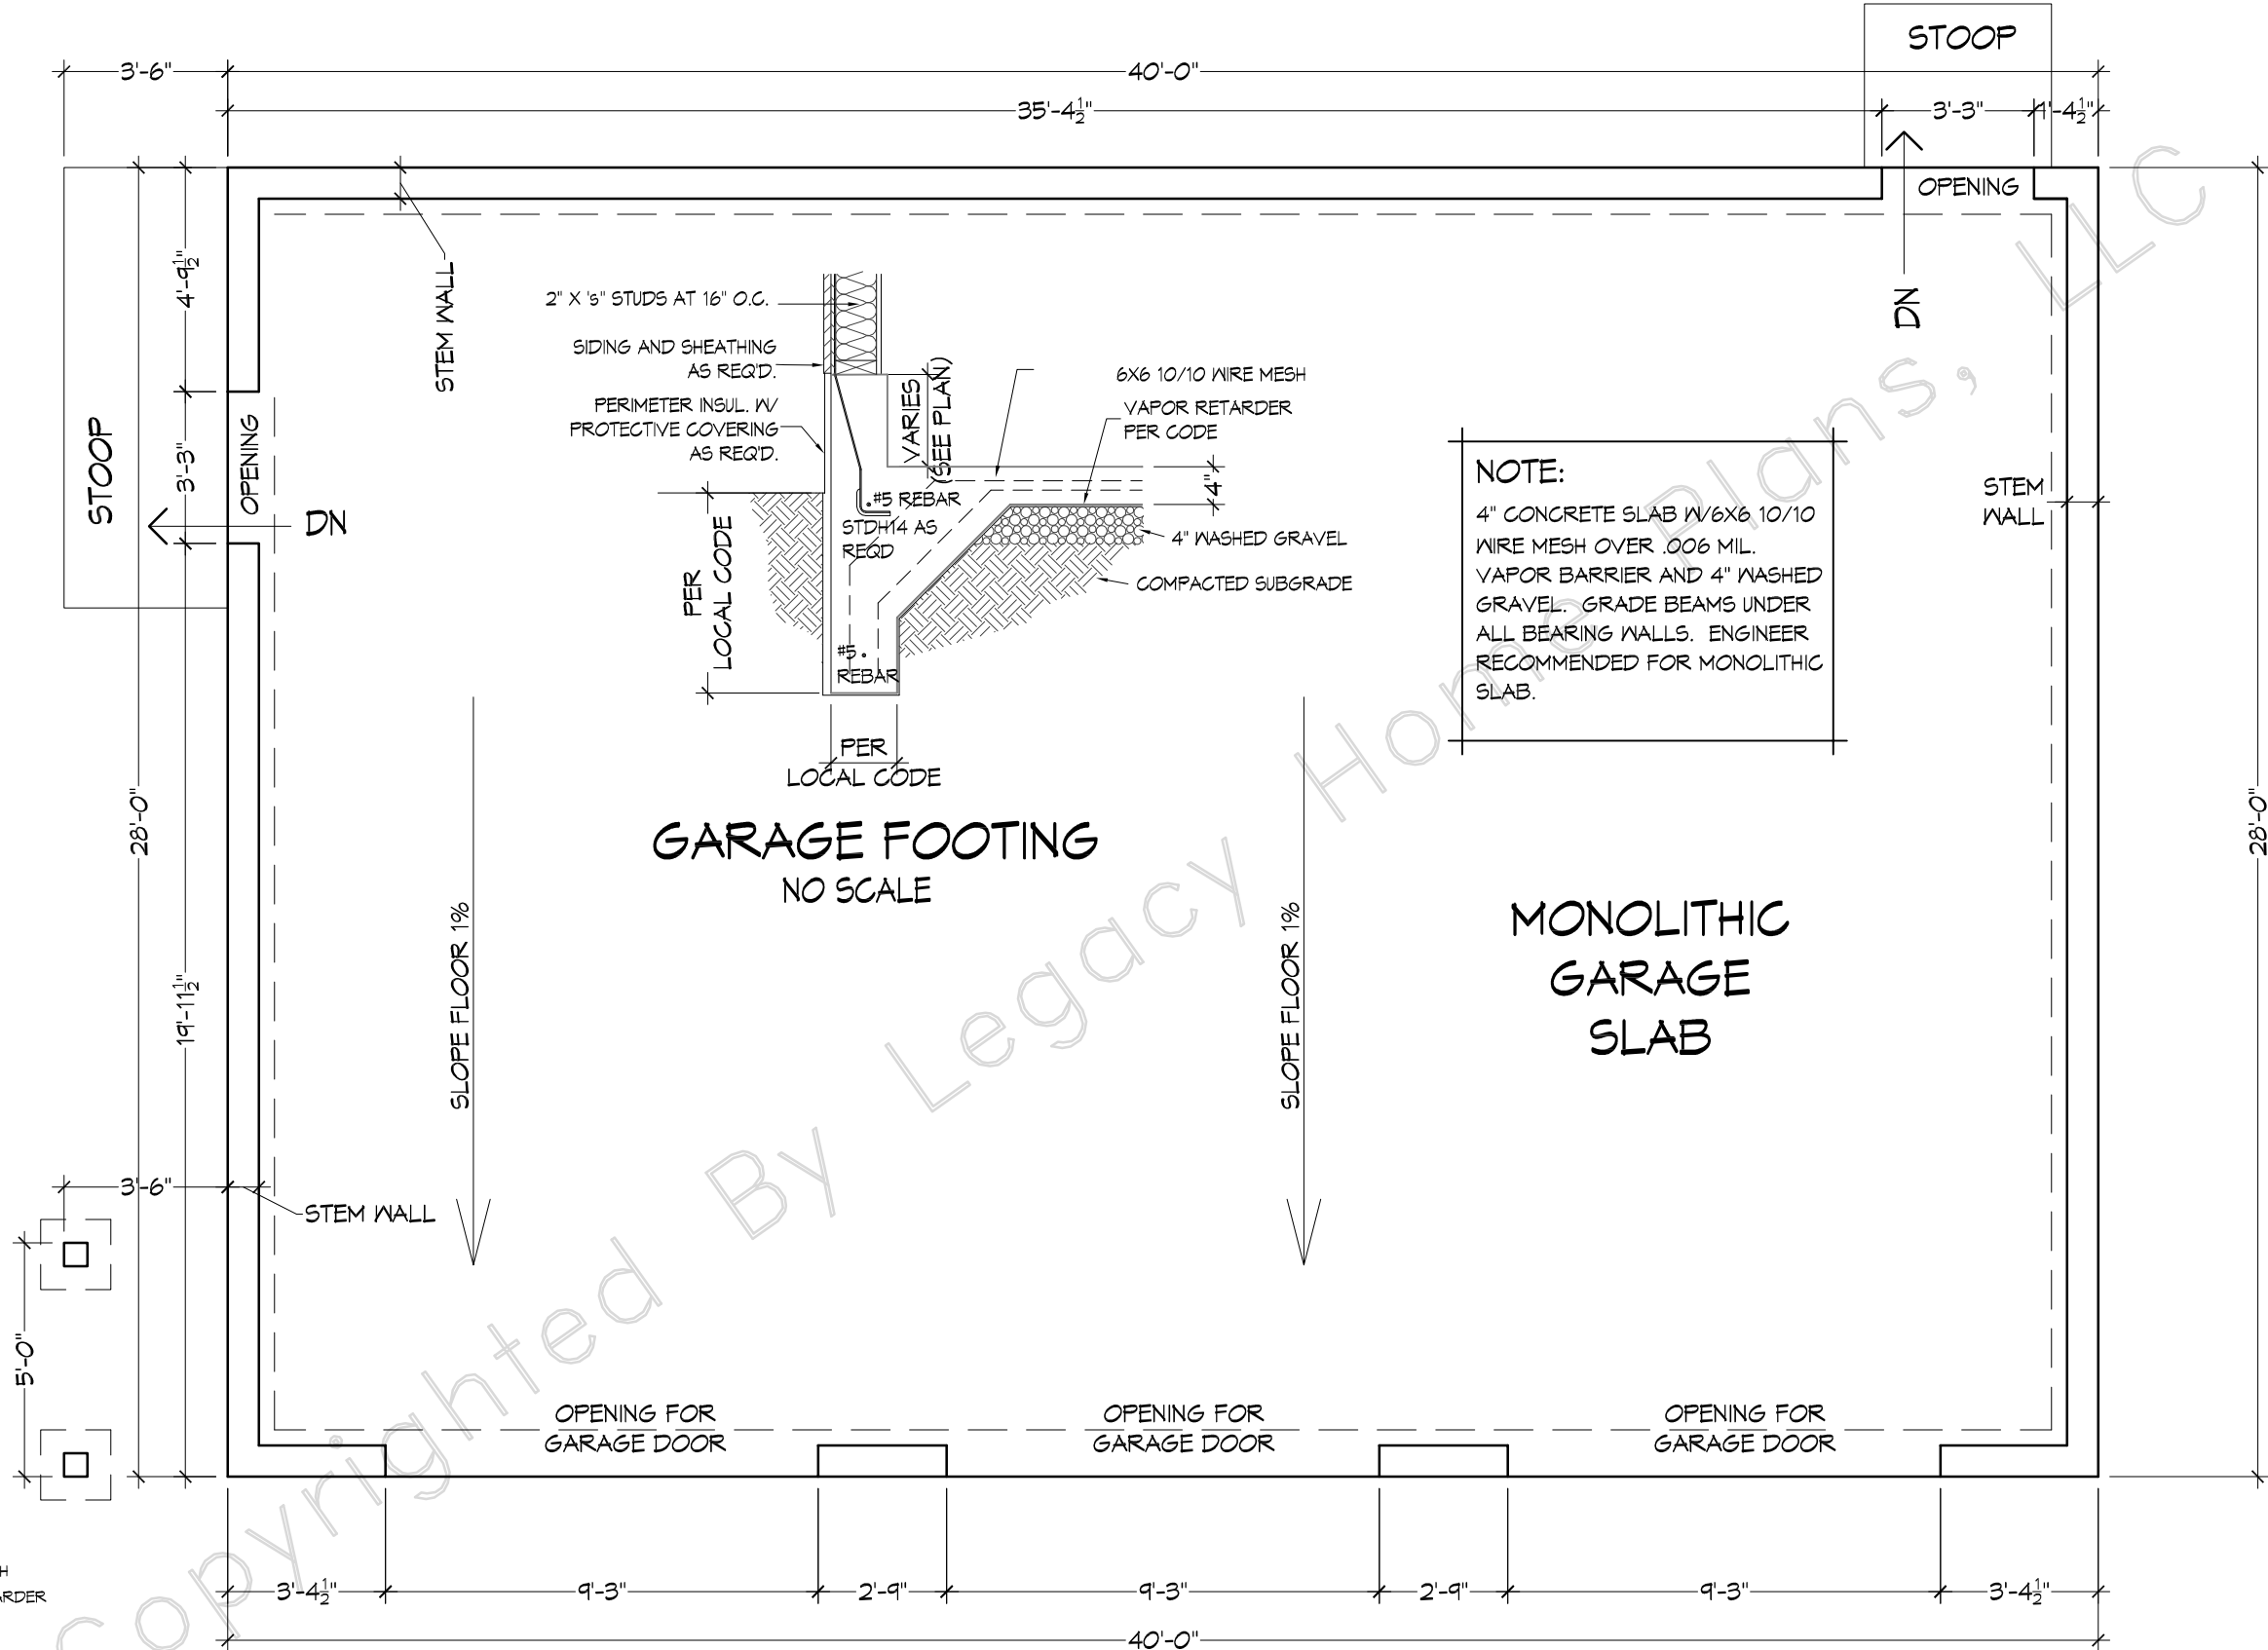 STOOP
3'-6"
40'-0"
35'-4½"
3'-3"
1'-4½"
OPENING
DN
4'-9½"
STEM WALL
2" X 's" STUDS AT 16" O.C.
SIDING AND SHEATHING
AS REQ'D.
PERIMETER INSUL. W/
PROTECTIVE COVERING
AS REQ'D.
VARIES
(SEE PLAN)
6X6 10/10 WIRE MESH
VAPOR RETARDER
PER CODE
4"
#5 REBAR
STDH14 AS
REQD
4" WASHED GRAVEL
COMPACTED SUBGRADE
PER
LOCAL CODE
#5
REBAR
PER
LOCAL CODE
GARAGE FOOTING
NO SCALE
NOTE:
4" CONCRETE SLAB W/6X6 10/10
WIRE MESH OVER .006 MIL.
VAPOR BARRIER AND 4" WASHED
GRAVEL. GRADE BEAMS UNDER
ALL BEARING WALLS. ENGINEER
RECOMMENDED FOR MONOLITHIC
SLAB.
STEM
WALL
STOOP
3'-3"
OPENING
DN
28'-0"
28'-0"
19'-11½"
SLOPE FLOOR 1%
SLOPE FLOOR 1%
MONOLITHIC
GARAGE
SLAB
3'-6"
STEM WALL
5'-0"
OPENING FOR
GARAGE DOOR
OPENING FOR
GARAGE DOOR
OPENING FOR
GARAGE DOOR
3'-4½"
9'-3"
2'-9"
9'-3"
2'-9"
9'-3"
3'-4½"
40'-0"
Copyrighted By Legacy Home Plans, LLC